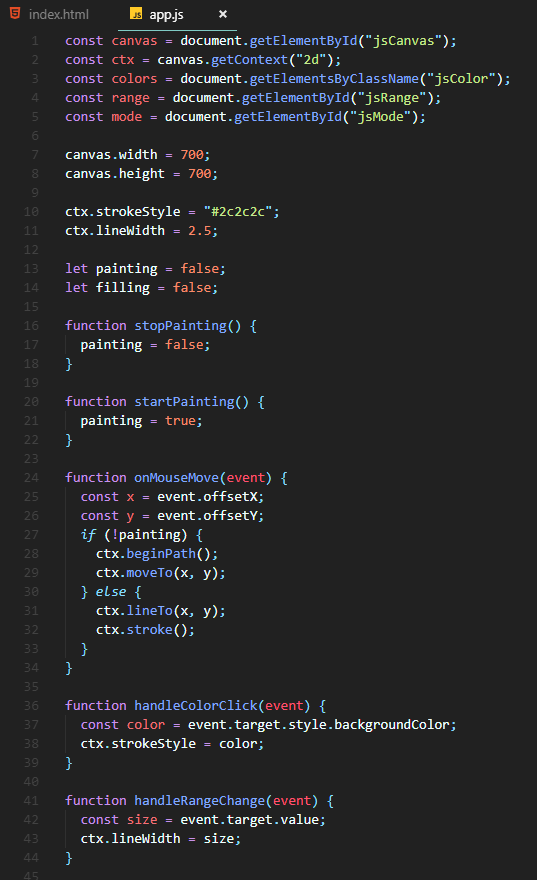 index.html
JS app.js ×
1 const canvas = document.getElementById("jsCanvas");
2 const ctx = canvas.getContext("2d");
3 const colors = document.getElementsByClassName("jsColor");
4 const range = document.getElementById("jsRange");
5 const mode = document.getElementById("jsMode");
6
7 canvas.width = 700;
8 canvas.height = 700;
9
10 ctx.strokeStyle = "#2c2c2c";
11 ctx.lineWidth = 2.5;
12
13 let painting = false;
14 let filling = false;
15
16 function stopPainting() {
17   painting = false;
18 }
19
20 function startPainting() {
21   painting = true;
22 }
23
24 function onMouseMove(event) {
25   const x = event.offsetX;
26   const y = event.offsetY;
27   if (!painting) {
28     ctx.beginPath();
29     ctx.moveTo(x, y);
30   } else {
31     ctx.lineTo(x, y);
32     ctx.stroke();
33   }
34 }
35
36 function handleColorClick(event) {
37   const color = event.target.style.backgroundColor;
38   ctx.strokeStyle = color;
39 }
40
41 function handleRangeChange(event) {
42   const size = event.target.value;
43   ctx.lineWidth = size;
44 }
45